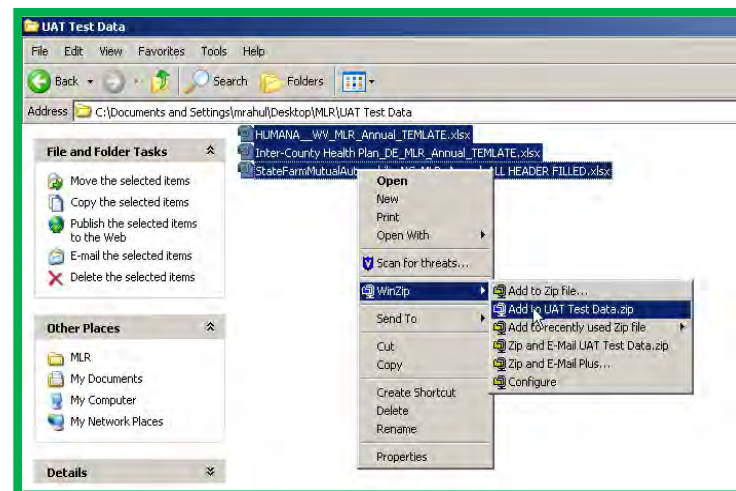 UAT Test Data
File Edit View Favorites Tools Help
Back Search Folders
Address C:\Documents and Settings\mrahul\Desktop\MLR\UAT Test Data
File and Folder Tasks
Move the selected items
Copy the selected items
Publish the selected items
to the Web
E-mail the selected items
Delete the selected items
Other Places
MLR
My Documents
My Computer
My Network Places
Details
HUMANA__WV_MLR_Annual_TEMLATE.xlsx
Inter-County Health Plan_DE_MLR_Annual_TEMLATE.xlsx
LL HEADER FILLED.xlsx
Open
New
Print
Open With
Scan for threats...
WinZip
Send To
Cut
Copy
Create Shortcut
Delete
Rename
Properties
Add to Zip file...
Add to UAT Test Data.zip
Add to recently used Zip file
Zip and E-Mail UAT Test Data.zip
Zip and E-Mail Plus...
Configure